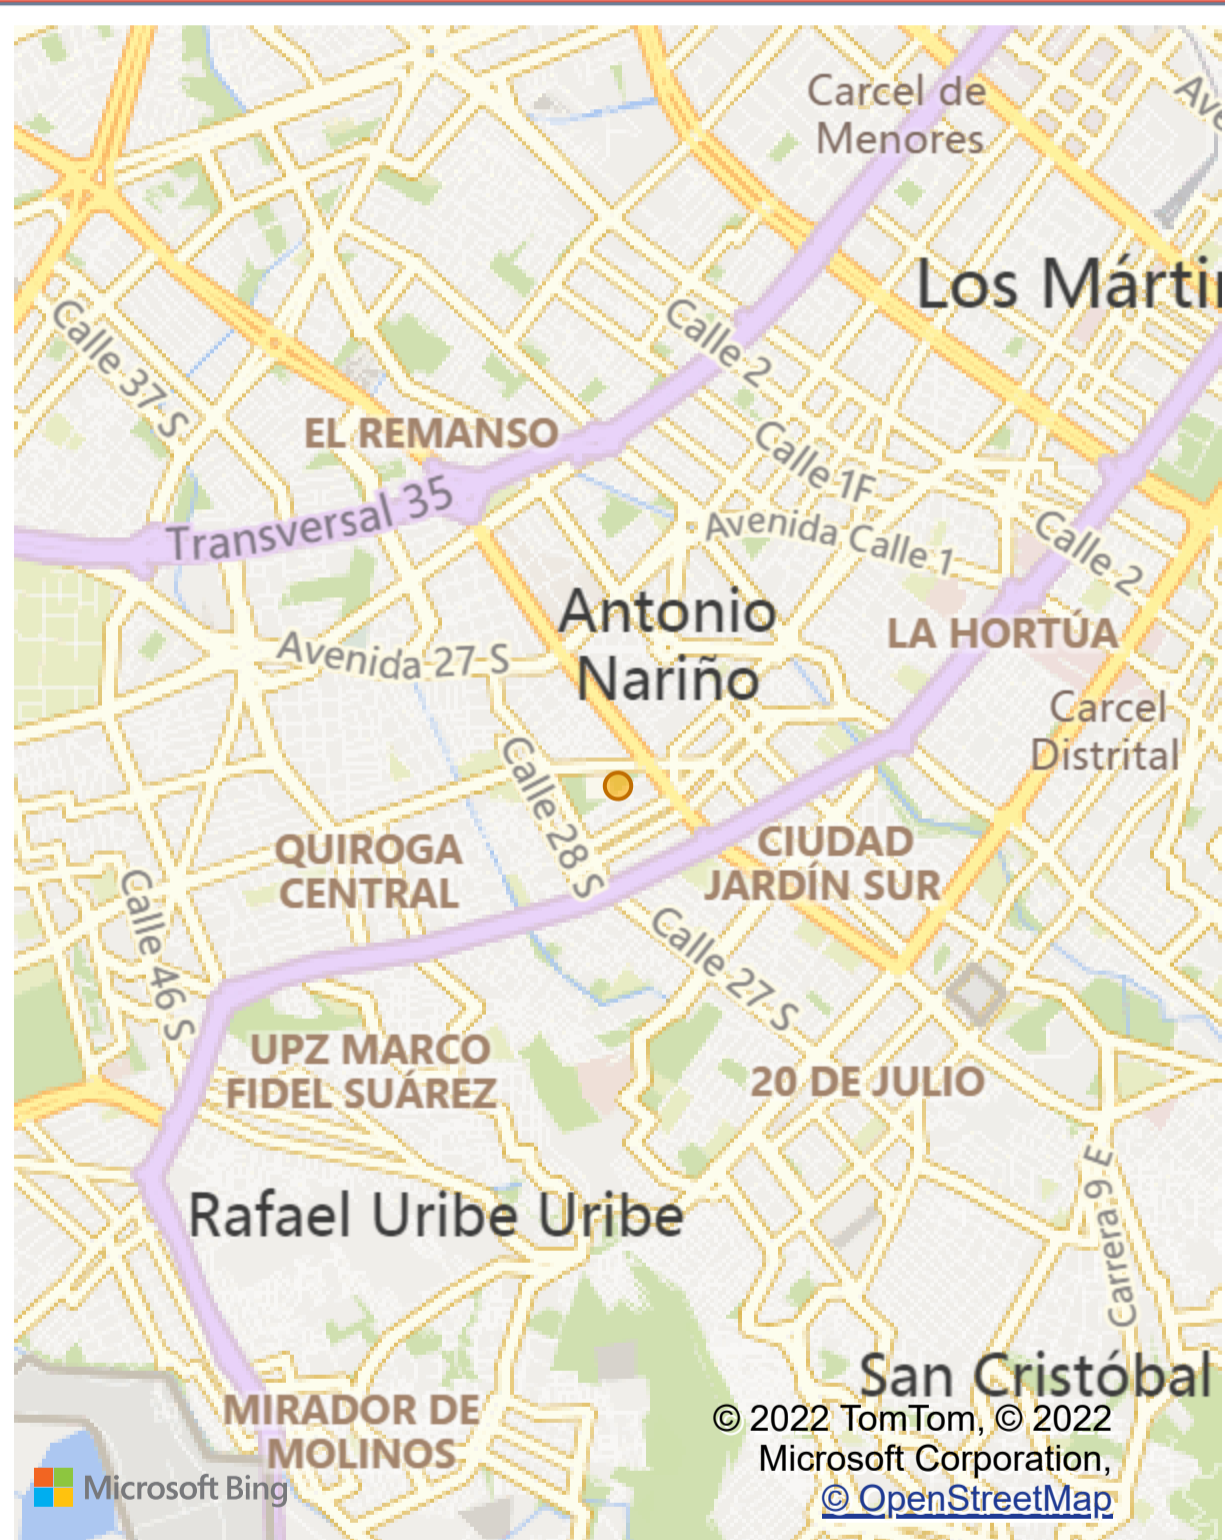 Carcel de
Menores
Ave
Los Mártir
Calle 37 S
Calle 2
EL REMANSO
Calle 1F
Transversal 35
Avenida Calle 1
Calle 2
Antonio
Nariño
LA HORTÚA
Avenida 27 S
Carcel
Distrital
Calle 28 S
QUIROGA
CENTRAL
CIUDAD
JARDÍN SUR
Calle 46 S
Calle 27 S
UPZ MARCO
FIDEL SUÁREZ
20 DE JULIO
Carrera 9 E
Rafael Uribe Uribe
San Cristóbal
MIRADOR DE
MOLINOS
© 2022 TomTom, © 2022
Microsoft Corporation,
© OpenStreetMap
Microsoft Bing